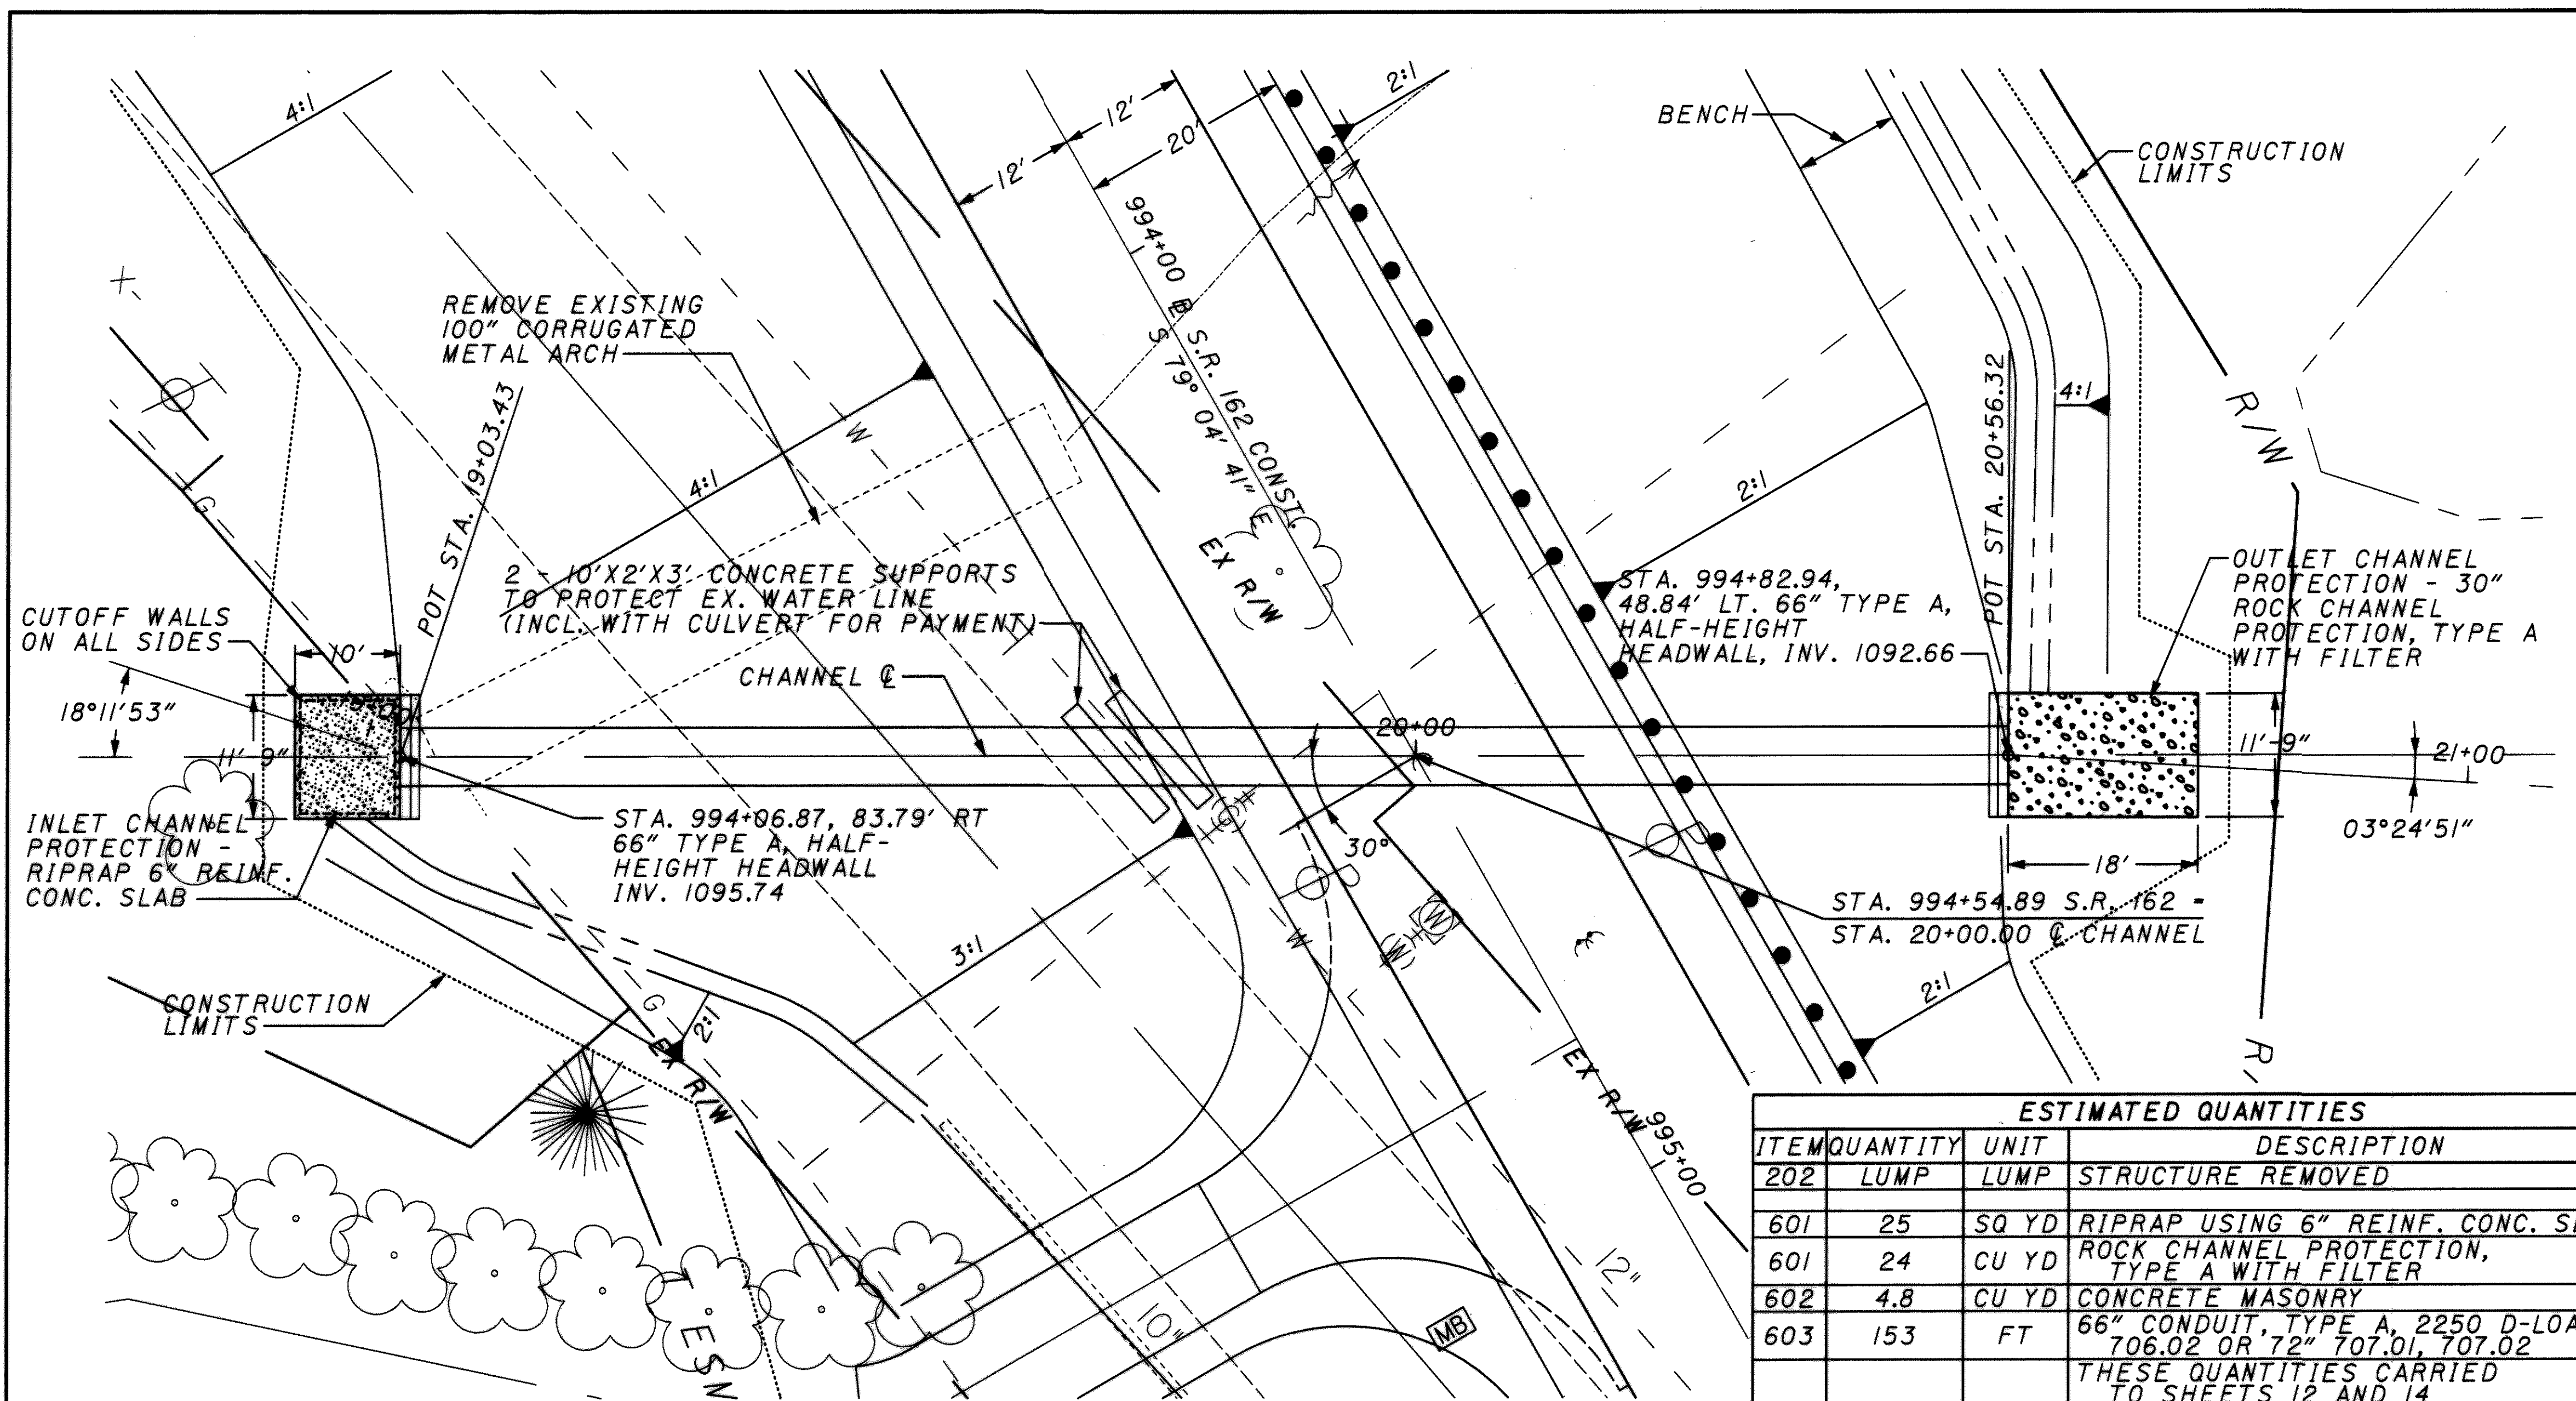 4:1
12'
12'
20'
2:1
BENCH
CONSTRUCTION
LIMITS
994+00
S.R. 162 CONST.
S 79° 04' 41" E
REMOVE EXISTING
100" CORRUGATED
METAL ARCH
POT STA. 19+03.43
W
4:1
2:1
POT STA. 20+56.32
4:1
R/W
G
EX R/W
2 - 10'X2'X3' CONCRETE SUPPORTS
TO PROTECT EX. WATER LINE
(INCL. WITH CULVERT FOR PAYMENT)
STA. 994+82.94,
48.84' LT. 66" TYPE A,
HALF-HEIGHT
HEADWALL, INV. 1092.66
OUTLET CHANNEL
PROTECTION - 30"
ROCK CHANNEL
PROTECTION, TYPE A
WITH FILTER
CUTOFF WALLS
ON ALL SIDES
10'
CHANNEL ℄
18°11'53"
11'-9"
20+00
11'-9"
21+00
03°24'51"
18'
30°
INLET CHANNEL
PROTECTION -
RIPRAP 6" REINF.
CONC. SLAB
STA. 994+06.87, 83.79' RT
66" TYPE A, HALF-
HEIGHT HEADWALL
INV. 1095.74
STA. 994+54.89 S.R. 162 =
STA. 20+00.00 ℄ CHANNEL
G
W
W
W
3:1
2:1
CONSTRUCTION
LIMITS
G
2:1
EX R/W
EX R/W
995+00
R
12"
10"
MB
ESTIMATED QUANTITIES
ITEM QUANTITY UNIT DESCRIPTION
202 LUMP LUMP STRUCTURE REMOVED
601 25 SQ YD RIPRAP USING 6" REINF. CONC.
601 24 CU YD ROCK CHANNEL PROTECTION,
TYPE A WITH FILTER
602 4.8 CU YD CONCRETE MASONRY
603 153 FT 66" CONDUIT, TYPE A, 2250 D-LOA
706.02 OR 72" 707.01, 707.02
THESE QUANTITIES CARRIED
TO SHEETS 12 AND 14